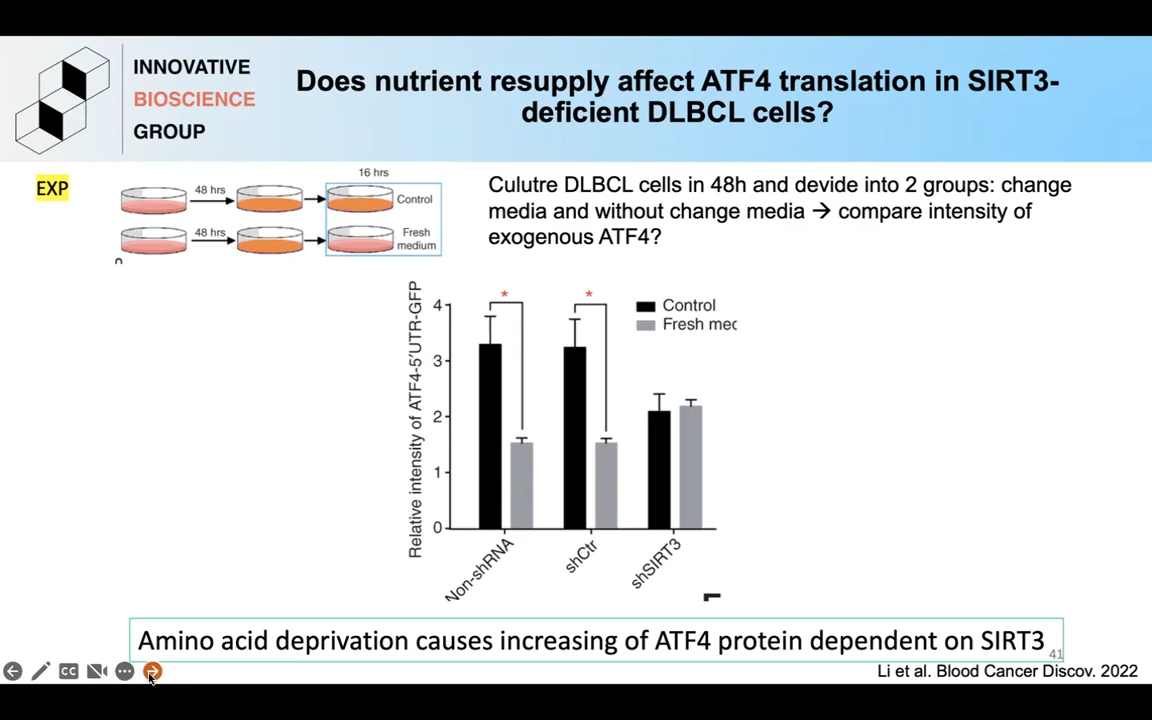 INNOVATIVE
BIOSCIENCE
GROUP
Does nutrient resupply affect ATF4 translation in SIRT3-
deficient DLBCL cells?
EXP
16 hrs
48 hrs
Control
48 hrs
Fresh
medium
Culutre DLBCL cells in 48h and devide into 2 groups: change
media and without change media → compare intensity of
exogenous ATF4?
Relative intensity of ATF4-5′UTR-GFP
4
3
2
1
0
*
*
Control
Fresh mec
Non-shRNA
shCtr
shSIRT3
Amino acid deprivation causes increasing of ATF4 protein dependent on SIRT3
41
CC
Li et al. Blood Cancer Discov. 2022